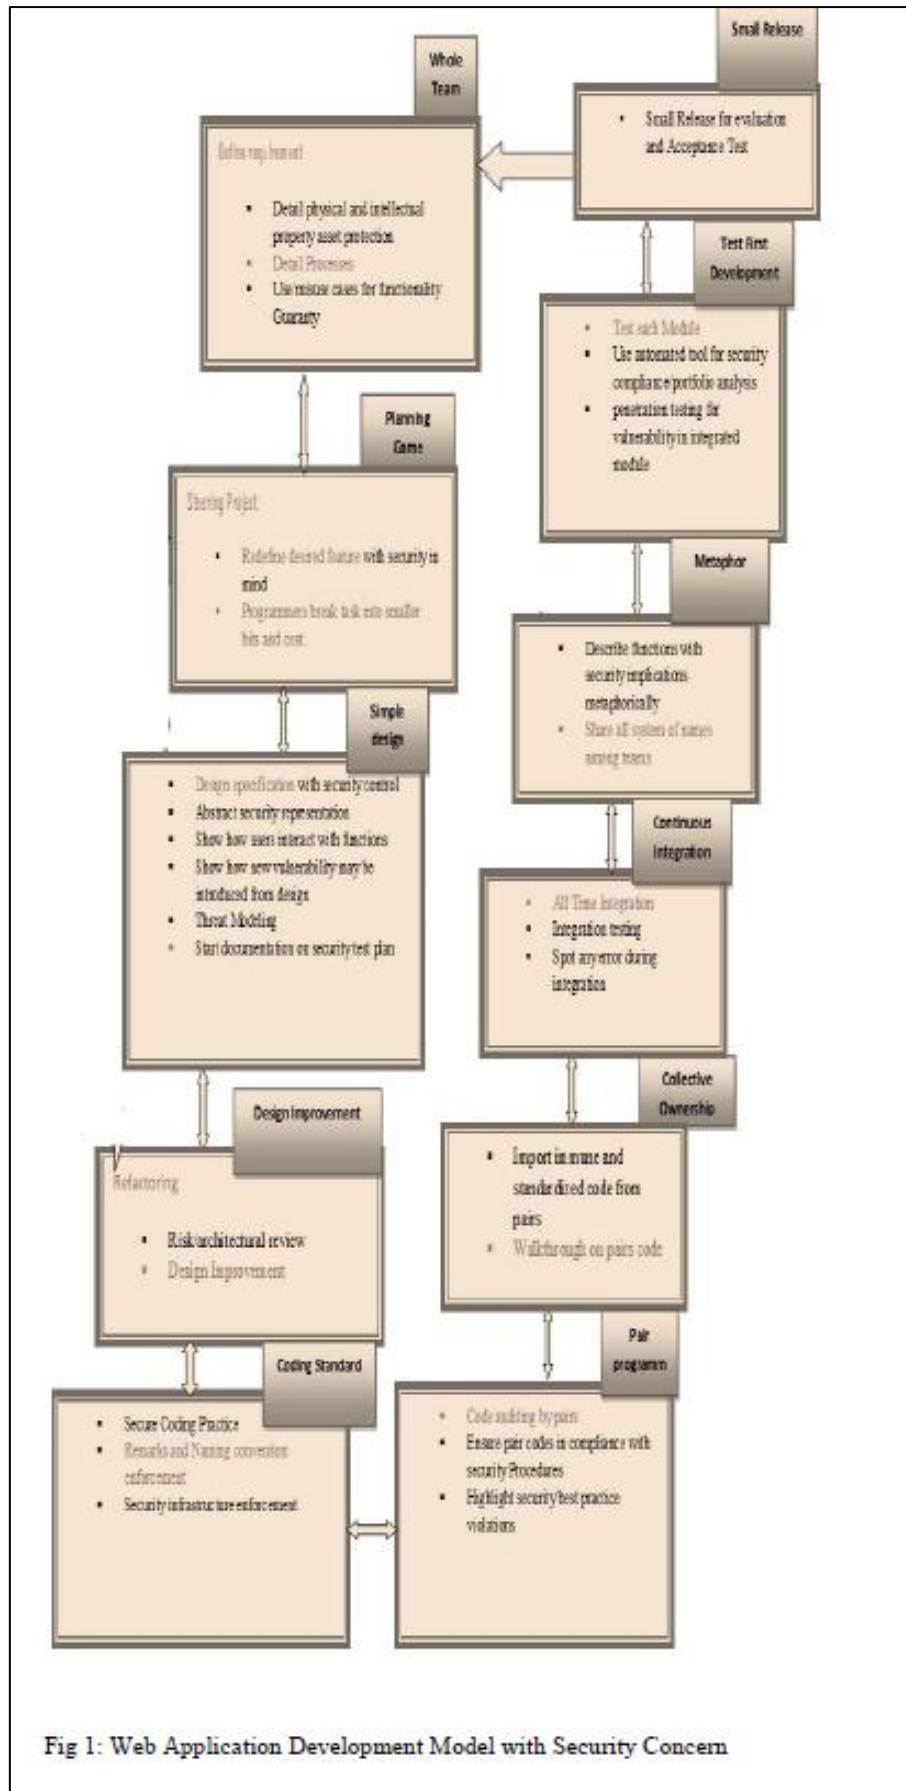 Whole
Team
Define requirement
Detail physical and intellectual
property asset protection
Detail Processes
Use misuse cases for functionality
Guaranty
Planning
Game
Sharing Project
Redefine desired feature with security in
mind
Programmers break task into smaller
bits and cost.
Simple
design
Design specification with security control
Abstract security representation
Show how users interact with functions
Show how new vulnerability may be
introduced from design
Threat Modeling
Start documentation on security test plan
Design Improvement
Refactoring
Risk/architectural review
Design Improvement
Coding Standard
Secure Coding Practice
Remarks and Naming convention
enforcement
Security infrastructure enforcement
Small Release
Small Release for evaluation
and Acceptance Test
Test First
Development
Test each Module
Use automated tool for security
compliance/portfolio analysis
penetration testing for
vulnerability in integrated
module
Metaphor
Describe functions with
security implications
metaphorically
Share all system of names
among teams
Continuous
Integration
All Time Integration
Integration testing
Spot any error during
integration
Collective
Ownership
Import immune and
standardized code from
pairs
Walkthrough on pairs code
Pair
programm
Code auditing by pairs
Ensure pair codes in compliance with
security Procedures
Highlight security best practice
violations
Fig 1: Web Application Development Model with Security Concern